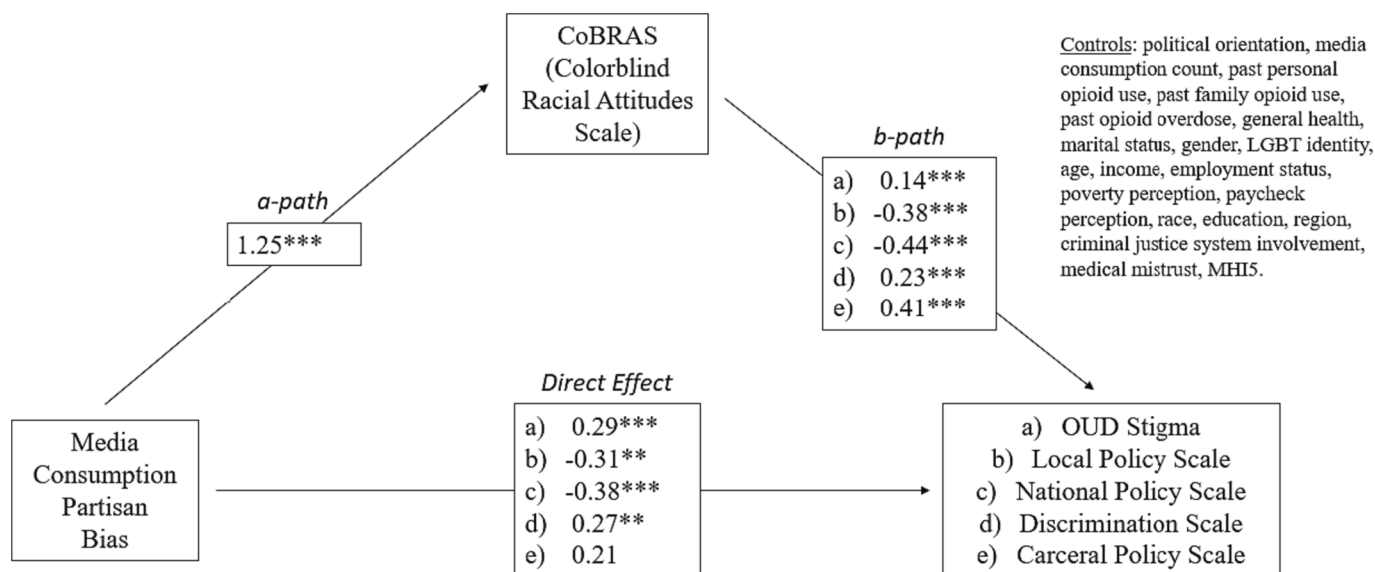 CoBRAS
(Colorblind
Racial Attitudes
Scale)
Controls: political orientation, media
consumption count, past personal
opioid use, past family opioid use,
past opioid overdose, general health,
marital status, gender, LGBT identity,
age, income, employment status,
poverty perception, paycheck
perception, race, education, region,
criminal justice system involvement,
medical mistrust, MHI5.
a-path
1.25***
b-path
a) 0.14***
b) -0.38***
c) -0.44***
d) 0.23***
e) 0.41***
Media
Consumption
Partisan
Bias
Direct Effect
a) 0.29***
b) -0.31**
c) -0.38***
d) 0.27**
e) 0.21
a) OUD Stigma
b) Local Policy Scale
c) National Policy Scale
d) Discrimination Scale
e) Carceral Policy Scale